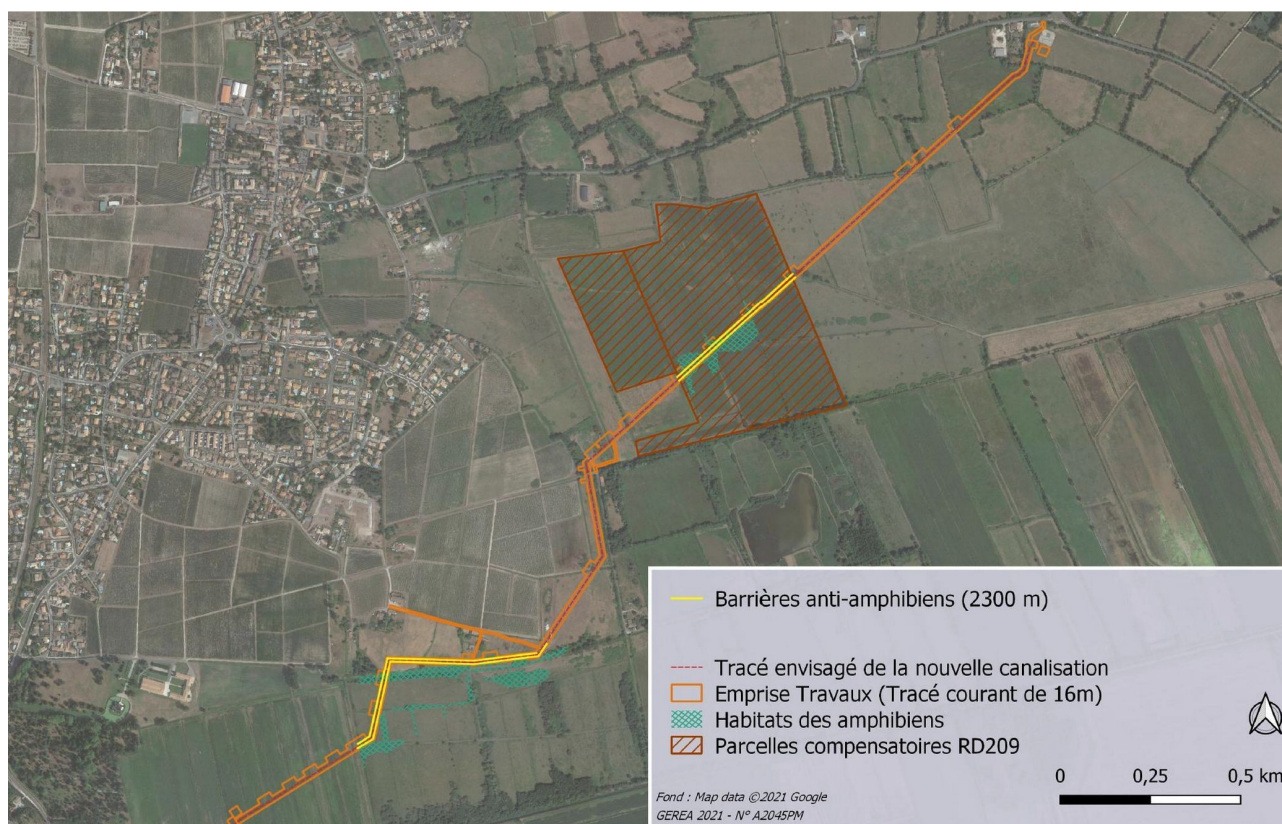 Barrières anti-amphibiens (2300 m)
Tracé envisagé de la nouvelle canalisation
Emprise Travaux (Tracé courant de 16m)
Habitats des amphibiens
Parcelles compensatoires RD209
0 0,25 0,5 km
Fond : Map data ©2021 Google
GEREA 2021 - N° A2045PM